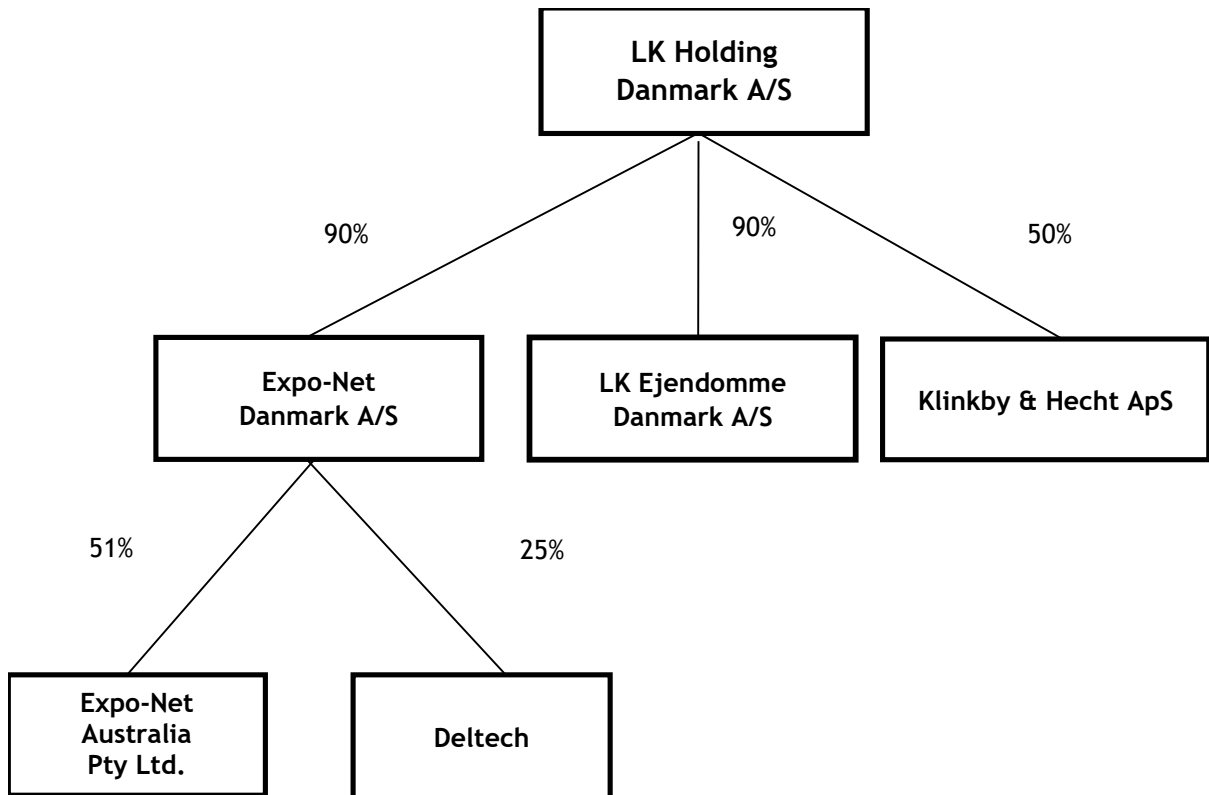 LK Holding
Danmark A/S
90%
90%
50%
Expo-Net
Danmark A/S
LK Ejendomme
Danmark A/S
Klinkby & Hecht ApS
51%
25%
Expo-Net
Australia
Pty Ltd.
Deltech